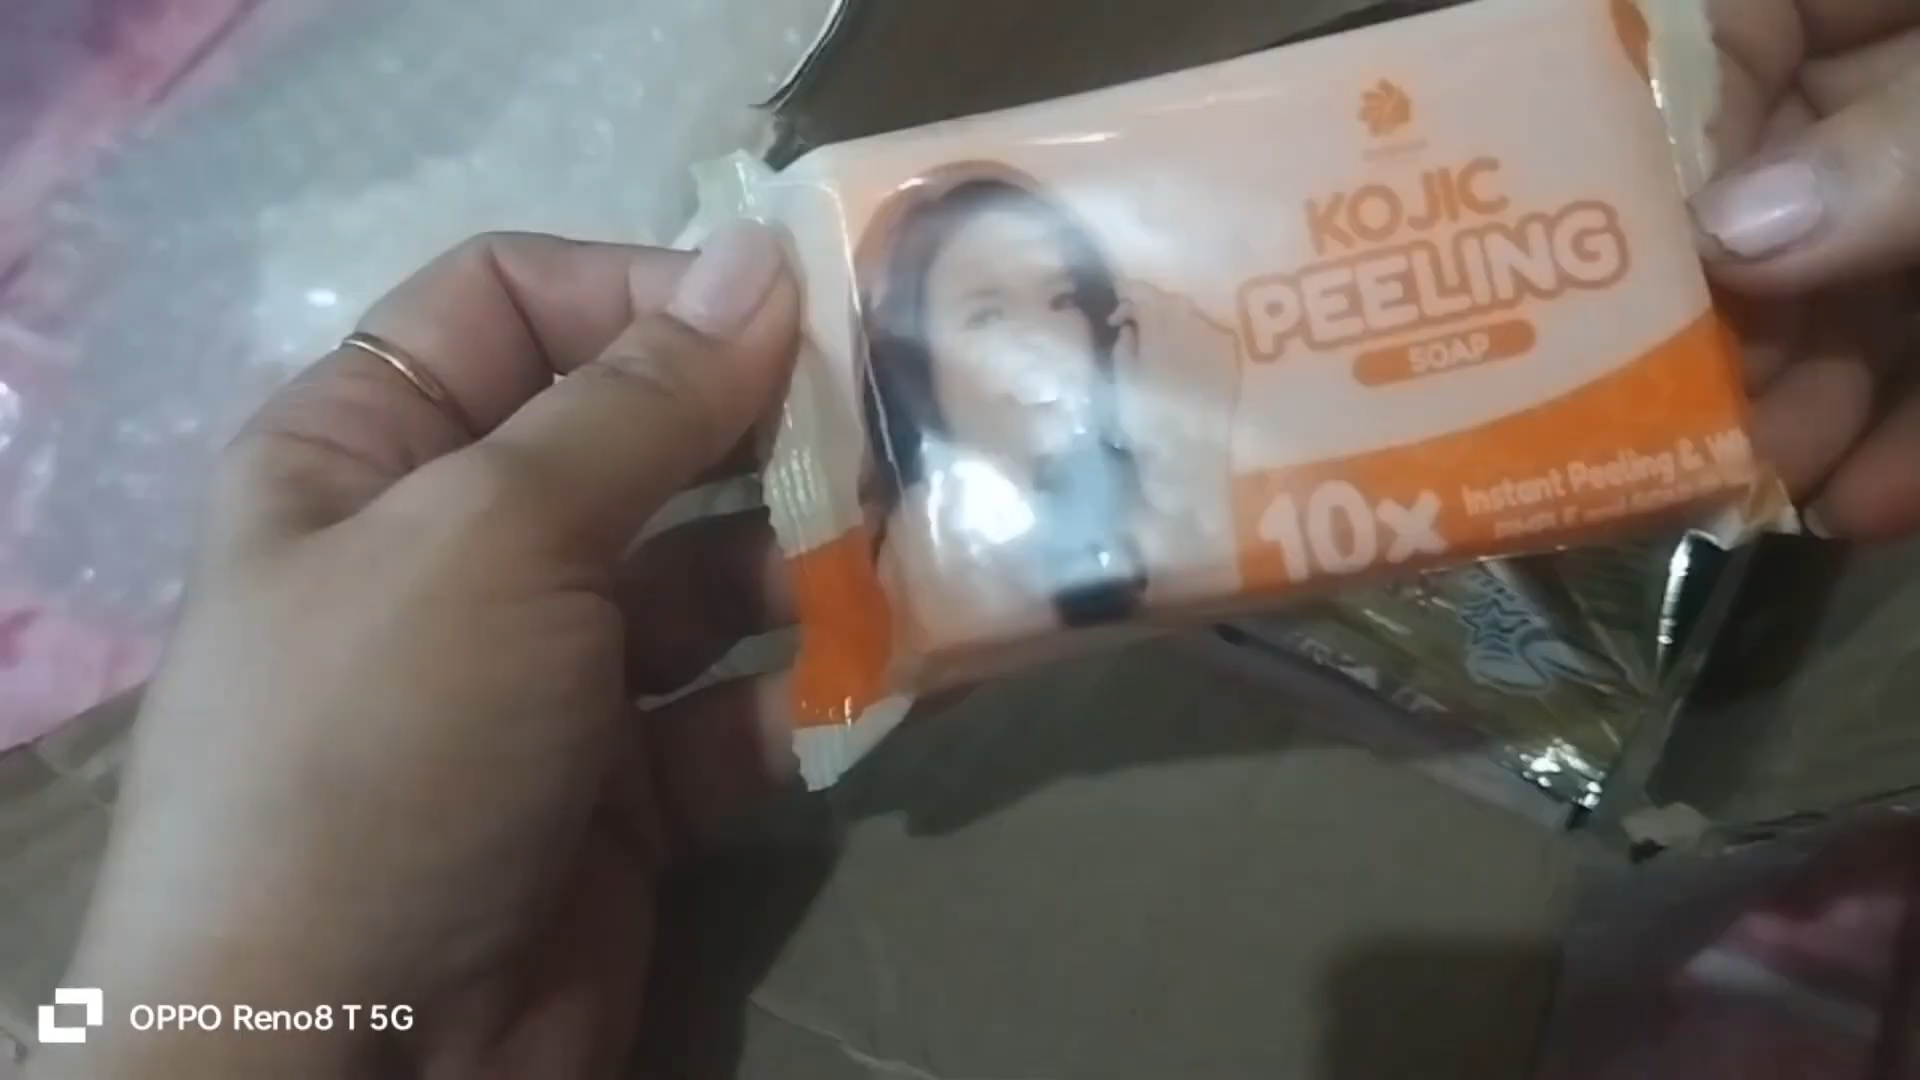 KOJIC
PEELING
SOAP
10x
Instant Peeling &
OPPO Reno8 T 5G